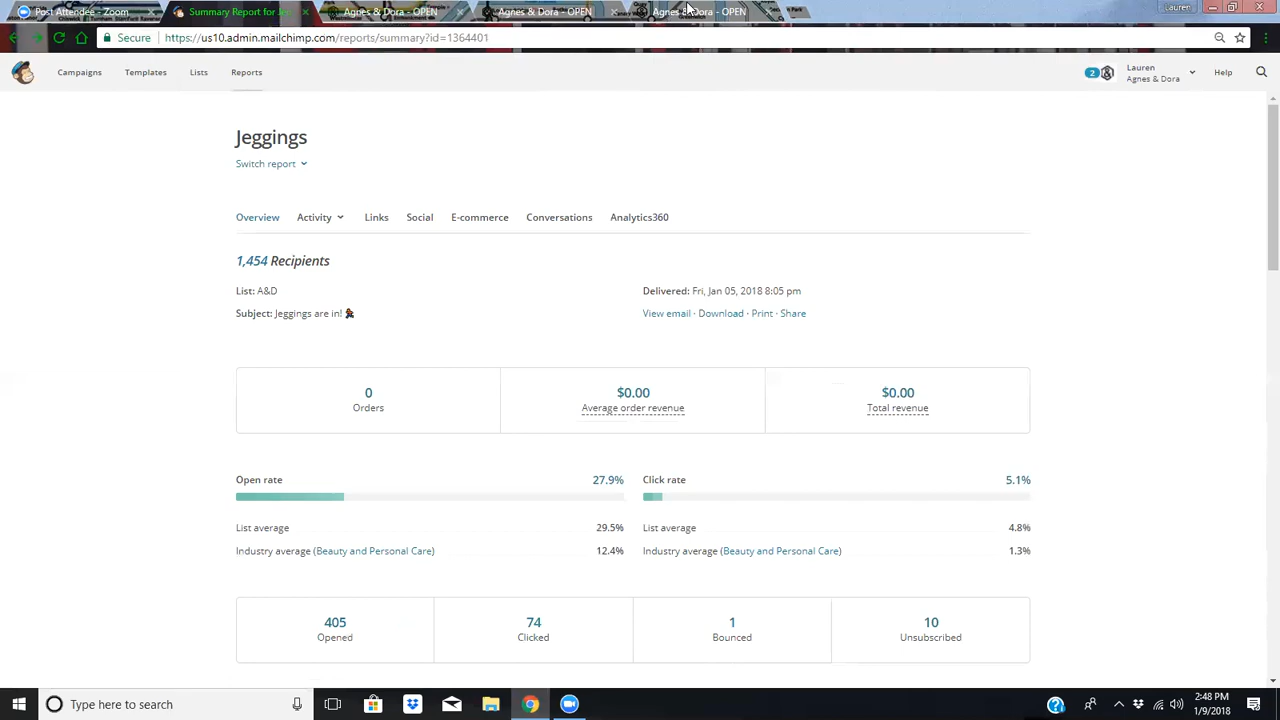 Post Attendee - Zoom
Summary Report for Je
Agnes & Dora - OPEN
Agnes & Dora - OPEN
Agnes & Dora - OPEN
Lauren
Secure
https://us10.admin.mailchimp.com/reports/summary?id=1364401
Campaigns
Templates
Lists
Reports
2
Lauren
Agnes & Dora
Help
Jeggings
Switch report
Overview
Activity
Links
Social
E-commerce
Conversations
Analytics360
1,454 Recipients
List: A&D
Delivered: Fri, Jan 05, 2018 8:05 pm
Subject: Jeggings are in!
View email · Download · Print · Share
0
Orders
$0.00
Average order revenue
$0.00
Total revenue
Open rate 27.9%
Click rate 5.1%
List average 29.5%
List average 4.8%
Industry average (Beauty and Personal Care) 12.4%
Industry average (Beauty and Personal Care) 1.3%
405
Opened
74
Clicked
1
Bounced
10
Unsubscribed
Type here to search
2:48 PM
1/9/2018